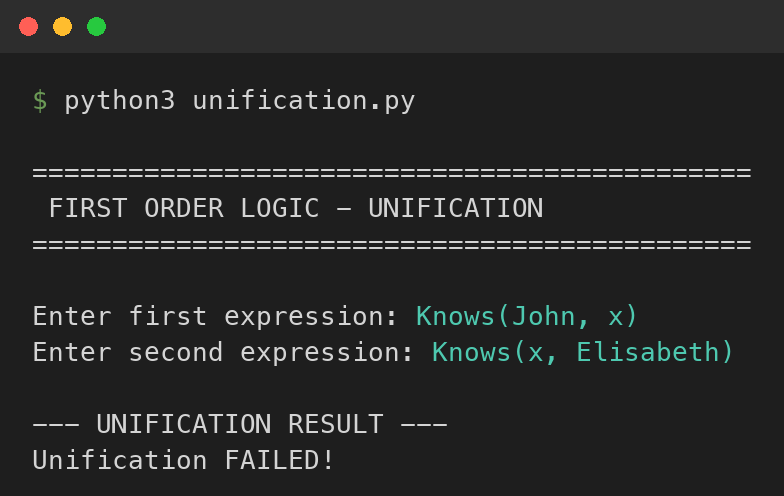 $ python3 unification.py
=============================================
FIRST ORDER LOGIC – UNIFICATION
=============================================
Enter first expression: Knows(John, x)
Enter second expression: Knows(x, Elisabeth)
––– UNIFICATION RESULT –––
Unification FAILED!